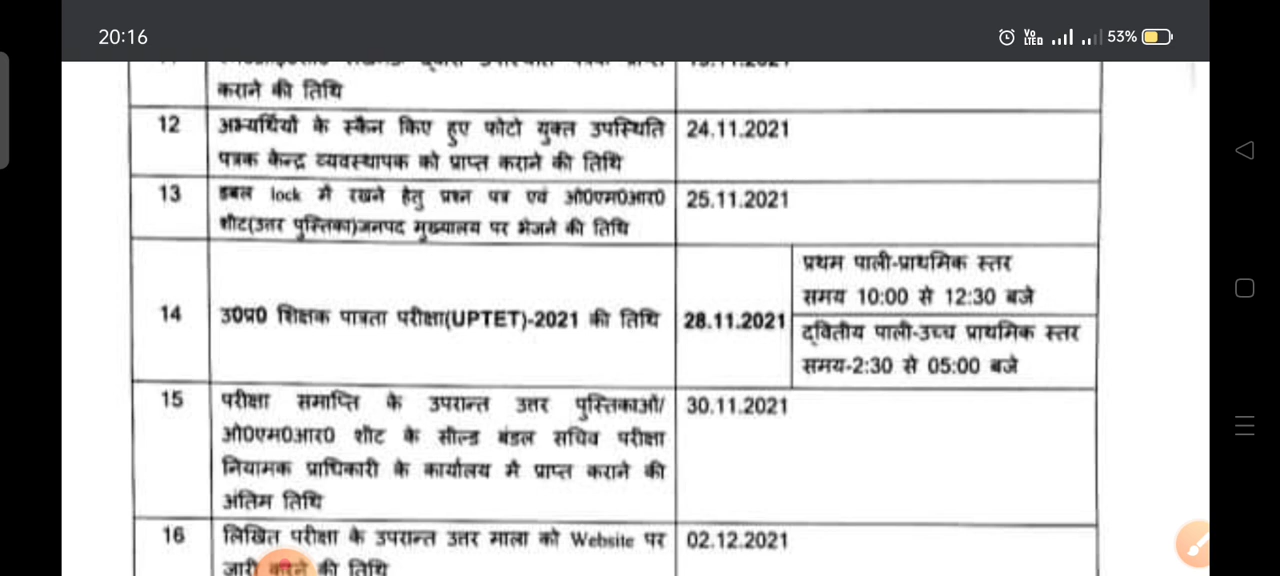 20:16
Vo LTED 53%
कराने की तिथि
12 अभ्यर्थियों के स्कैन किए हुए फोटो युक्त उपस्थिति 24.11.2021
पत्रक केन्द्र व्यवस्थापक को प्राप्त कराने की तिथि
13 डबल lock में रखने हेतु प्रश्न पत्र एवं ओ0एम0आर0 25.11.2021
शीट(उत्तर पुस्तिका)जनपद मुख्यालय पर भेजने की तिथि
14 उ0प्र0 शिक्षक पात्रता परीक्षा(UPTET)-2021 की तिथि 28.11.2021
प्रथम पाली-प्राथमिक स्तर
समय 10:00 से 12:30 बजे
द्वितीय पाली-उच्च प्राथमिक स्तर
समय-2:30 से 05:00 बजे
15 परीक्षा समाप्ति के उपरान्त उत्तर पुस्तिकाओं/ 30.11.2021
ओ0एम0आर0 शीट के सील्ड बंडल सचिव परीक्षा
नियामक प्राधिकारी के कार्यालय में प्राप्त कराने की
अंतिम तिथि
16 लिखित परीक्षा के उपरान्त उत्तर माला को Website पर 02.12.2021
जारी करने की तिथि